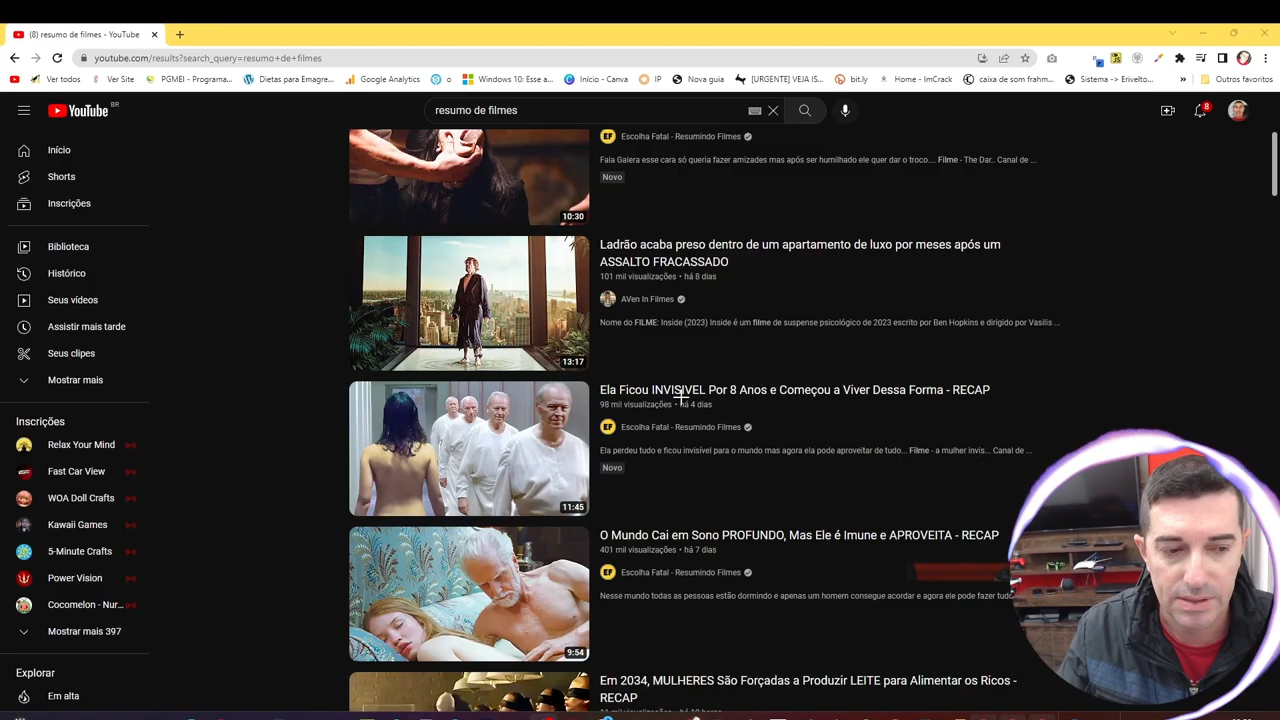 (8) resumo de filmes - YouTube
youtube.com/results?search_query=resumo+de+filmes
Ver todos
Ver Site
PGMEI - Programa...
Dietas para Emagre...
Google Analytics
o
Windows 10: Esse a...
Início - Canva
IP
Nova guia
[URGENTE] VEJA IS...
bit.ly
Home - ImCrack
caixa de som frahm...
Sistema -> Erivelto...
»
Outros favoritos
YouTube BR
resumo de filmes
8
Início
Shorts
Inscrições
Biblioteca
Histórico
Seus vídeos
Assistir mais tarde
Seus clipes
Mostrar mais
Inscrições
Relax Your Mind
Fast Car View
WOA Doll Crafts
Kawaii Games
5-Minute Crafts
Power Vision
Cocomelon - Nur...
Mostrar mais 397
Explorar
Em alta
10:30
EF Escolha Fatal - Resumindo Filmes
Fala Galera esse cara só queria fazer amizades mas após ser humilhado ele quer dar o troco.... Filme - The Dar.. Canal de ...
Novo
13:17
Ladrão acaba preso dentro de um apartamento de luxo por meses após um
ASSALTO FRACASSADO
101 mil visualizações • há 8 dias
AVen In Filmes
Nome do FILME: Inside (2023) Inside é um filme de suspense psicológico de 2023 escrito por Ben Hopkins e dirigido por Vasilis ...
11:45
Ela Ficou INVISIVEL Por 8 Anos e Começou a Viver Dessa Forma - RECAP
98 mil visualizações • há 4 dias
EF Escolha Fatal - Resumindo Filmes
Ela perdeu tudo e ficou invisível para o mundo mas agora ela pode aproveitar de tudo... Filme - a mulher invis... Canal de ...
Novo
9:54
O Mundo Cai em Sono PROFUNDO, Mas Ele é Imune e APROVEITA - RECAP
401 mil visualizações • há 7 dias
EF Escolha Fatal - Resumindo Filmes
Nesse mundo todas as pessoas estão dormindo e apenas um homem consegue acordar e agora ele pode fazer tudo
Em 2034, MULHERES São Forçadas a Produzir LEITE para Alimentar os Ricos -
RECAP